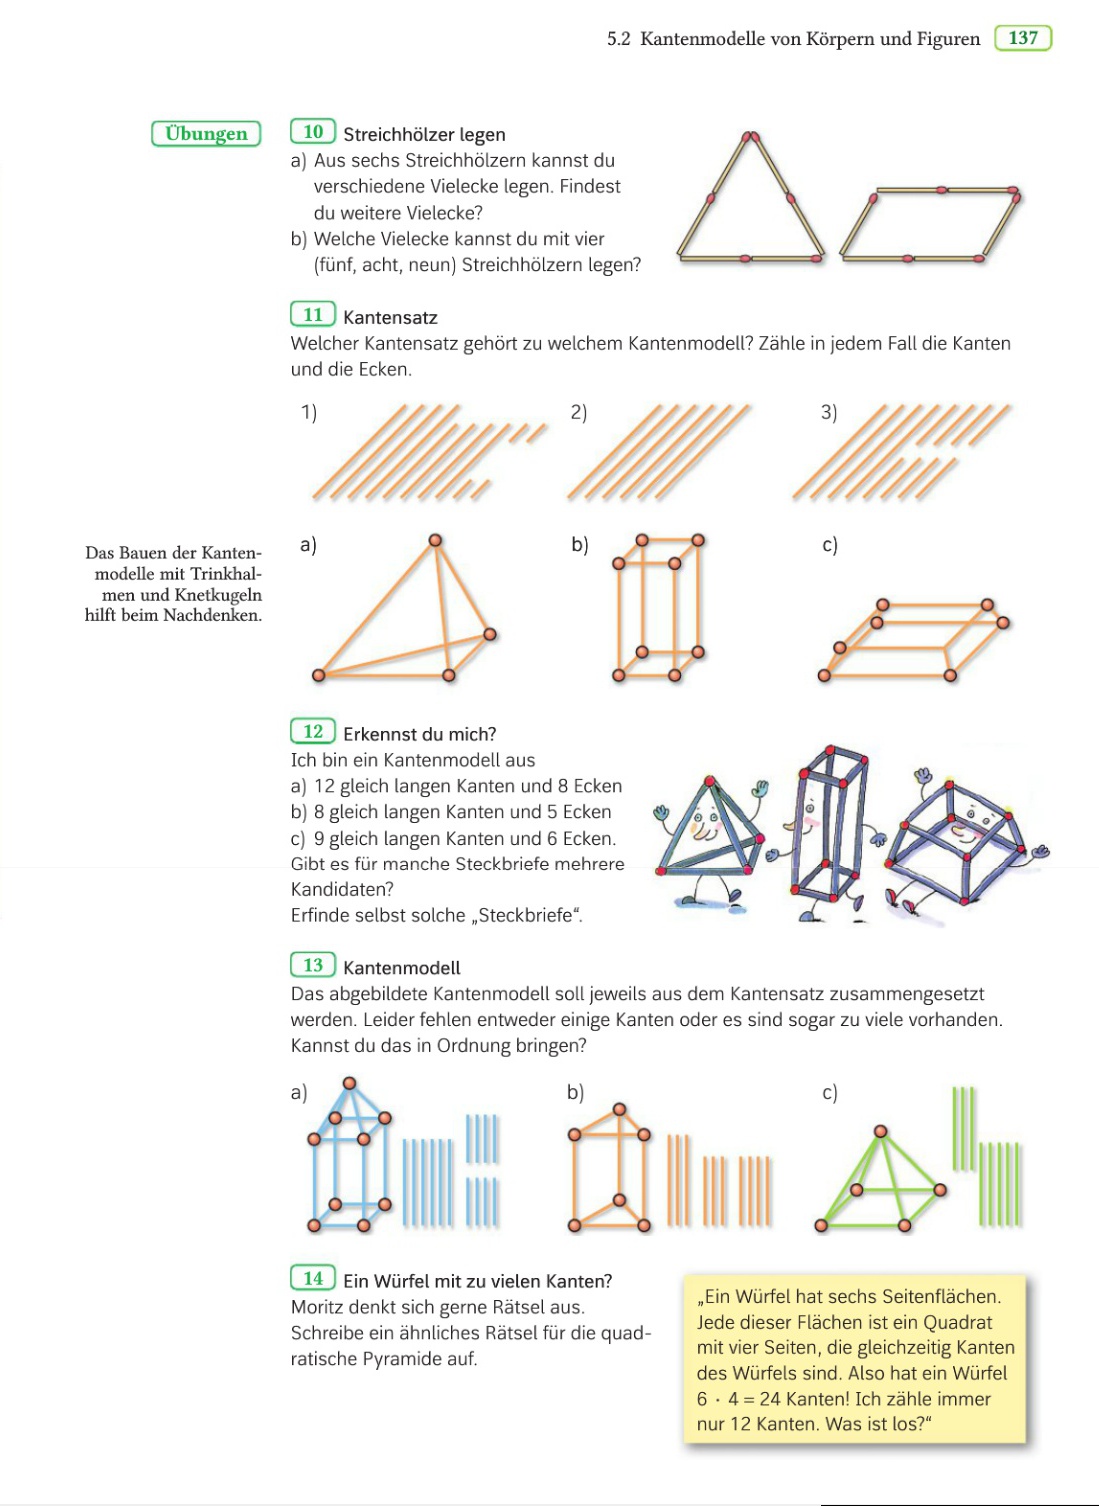 5.2 Kantenmodelle von Körpern und Figuren 137
Übungen
10 Streichhölzer legen
a) Aus sechs Streichhölzern kannst du
verschiedene Vielecke legen. Findest
du weitere Vielecke?
b) Welche Vielecke kannst du mit vier
(fünf, acht, neun) Streichhölzern legen?
11 Kantensatz
Welcher Kantensatz gehört zu welchem Kantenmodell? Zähle in jedem Fall die Kanten
und die Ecken.
1) 2) 3)
Das Bauen der Kanten-
modelle mit Trinkhal-
men und Knetkugeln
hilft beim Nachdenken.
a) b) c)
12 Erkennst du mich?
Ich bin ein Kantenmodell aus
a) 12 gleich langen Kanten und 8 Ecken
b) 8 gleich langen Kanten und 5 Ecken
c) 9 gleich langen Kanten und 6 Ecken.
Gibt es für manche Steckbriefe mehrere
Kandidaten?
Erfinde selbst solche „Steckbriefe“.
13 Kantenmodell
Das abgebildete Kantenmodell soll jeweils aus dem Kantensatz zusammengesetzt
werden. Leider fehlen entweder einige Kanten oder es sind sogar zu viele vorhanden.
Kannst du das in Ordnung bringen?
a) b) c)
14 Ein Würfel mit zu vielen Kanten?
Moritz denkt sich gerne Rätsel aus.
Schreibe ein ähnliches Rätsel für die quad-
ratische Pyramide auf.
„Ein Würfel hat sechs Seitenflächen.
Jede dieser Flächen ist ein Quadrat
mit vier Seiten, die gleichzeitig Kanten
des Würfels sind. Also hat ein Würfel
6 · 4 = 24 Kanten! Ich zähle immer
nur 12 Kanten. Was ist los?“